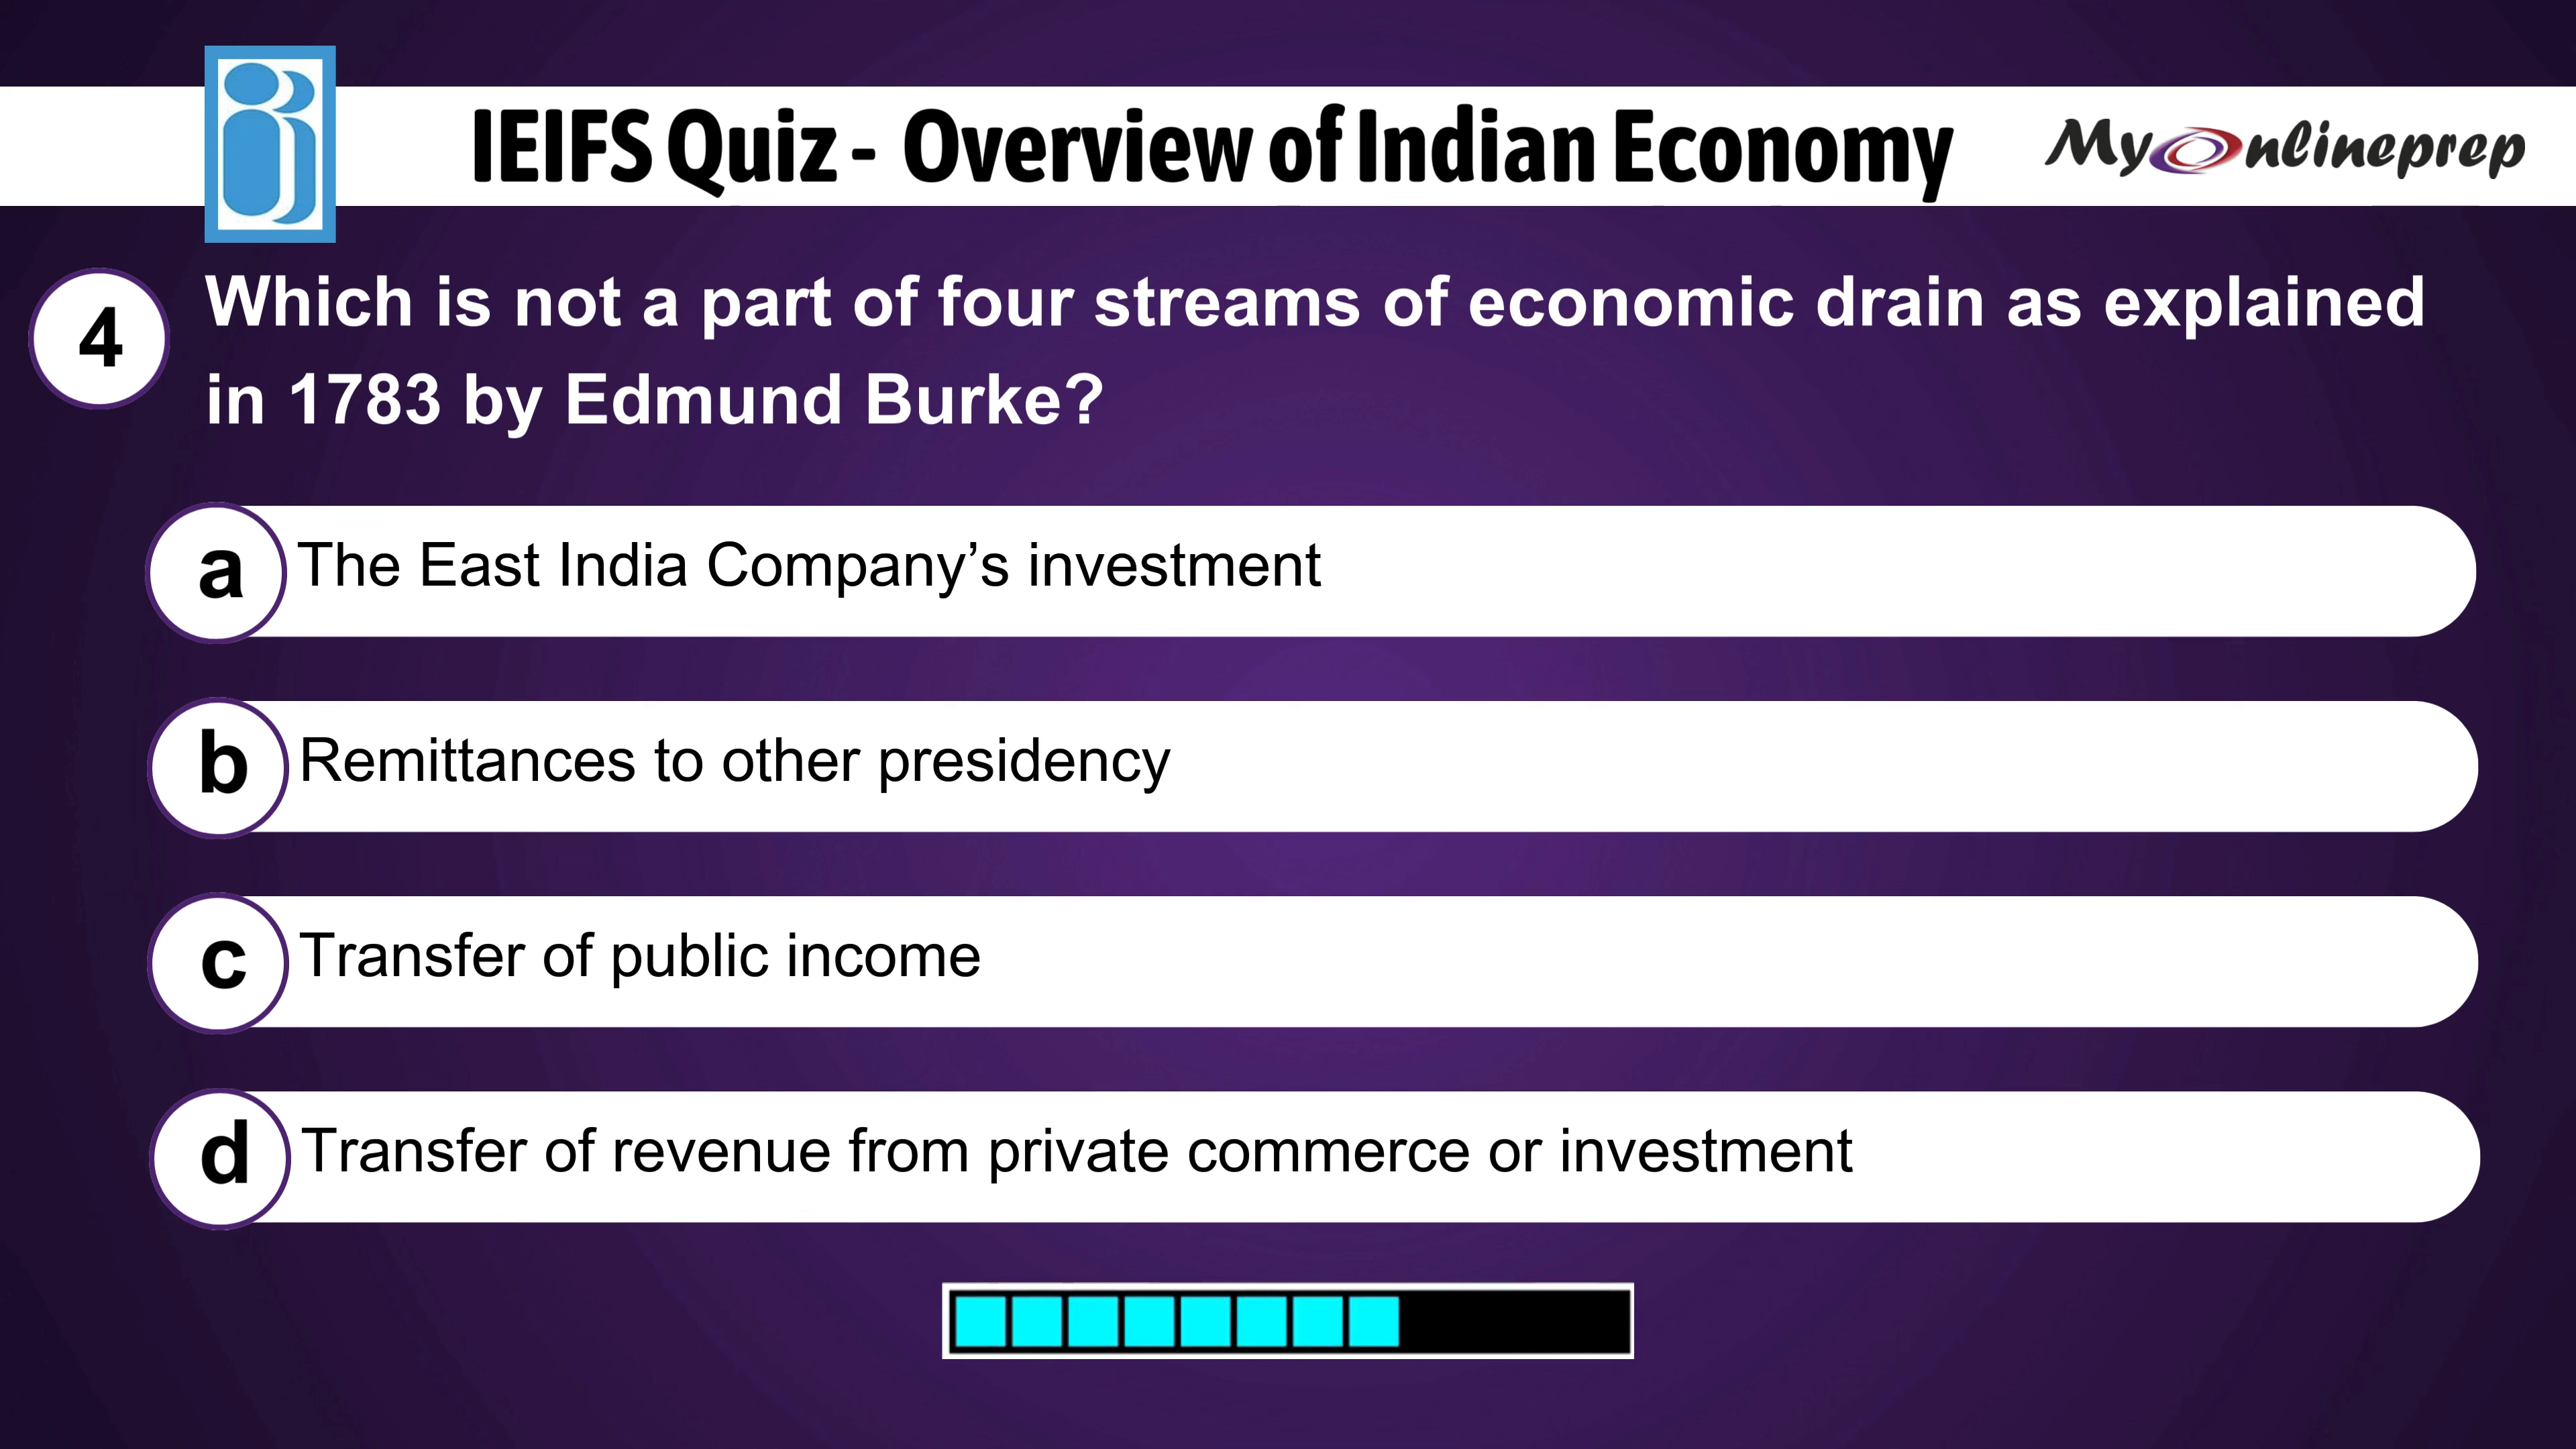 IEIFS Quiz - Overview of Indian Economy
MyOnlineprep
4
Which is not a part of four streams of economic drain as explained
in 1783 by Edmund Burke?
a The East India Company’s investment
b Remittances to other presidency
c Transfer of public income
d Transfer of revenue from private commerce or investment